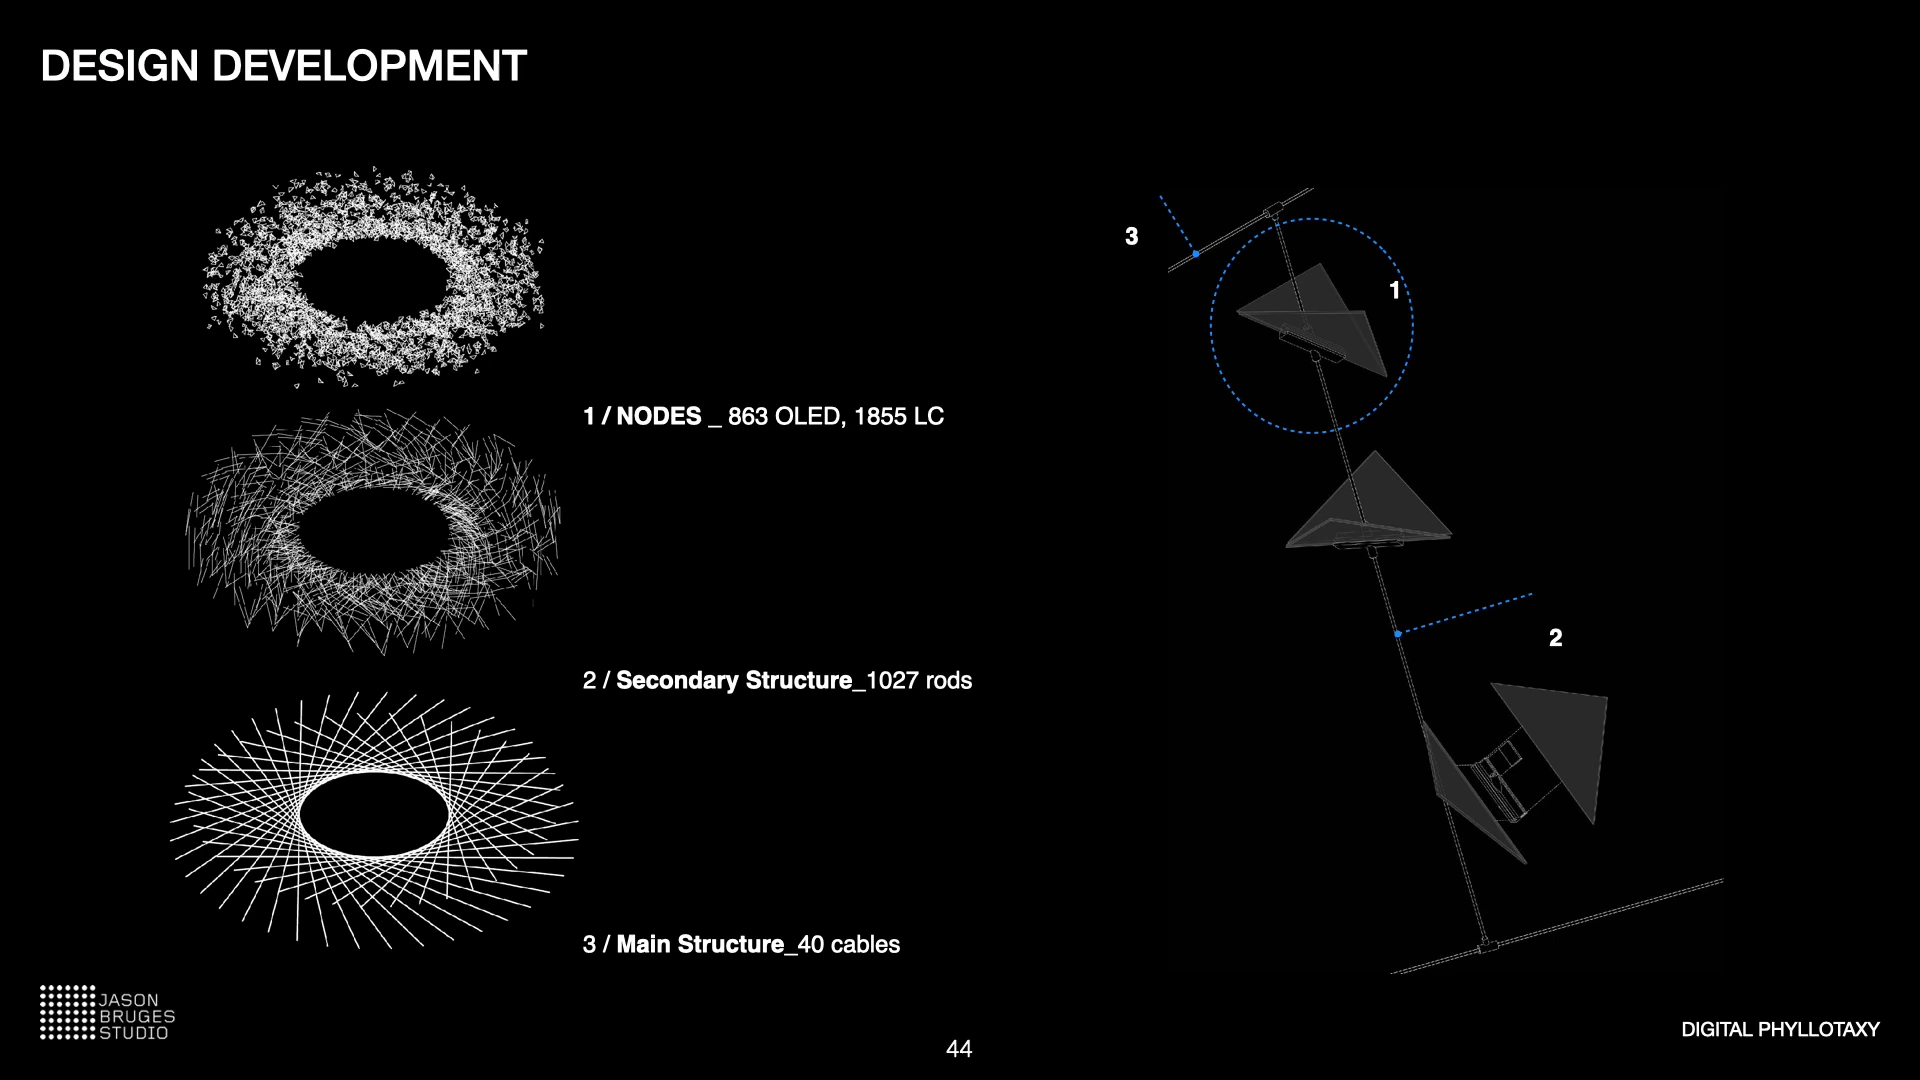 DESIGN DEVELOPMENT
1 / NODES _ 863 OLED, 1855 LC
2 / Secondary Structure_1027 rods
3 / Main Structure_40 cables
3
1
2
JASON
BRUGES
STUDIO
44
DIGITAL PHYLLOTAXY